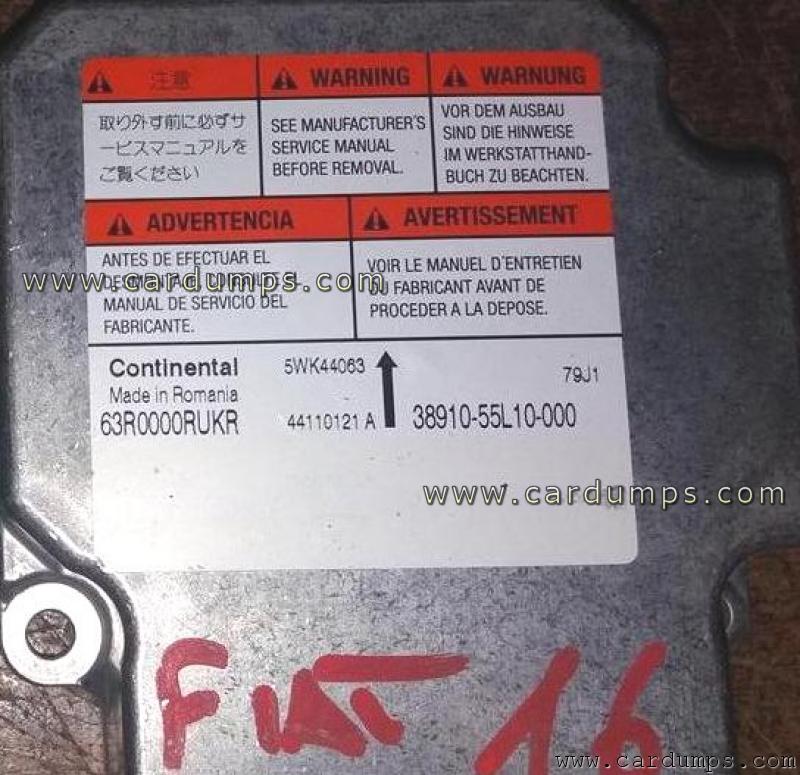 注意
取り外す前に必ずサ
ービスマニュアルを
ご覧ください
WARNING
SEE MANUFACTURER'S
SERVICE MANUAL
BEFORE REMOVAL.
WARNUNG
VOR DEM AUSBAU
SIND DIE HINWEISE
IM WERKSTATTHAND-
BUCH ZU BEACHTEN.
ADVERTENCIA
ANTES DE EFECTUAR EL
MANUAL DE SERVICIO DEL
FABRICANTE.
AVERTISSEMENT
VOIR LE MANUEL D'ENTRETIEN
DU FABRICANT AVANT DE
PROCEDER A LA DEPOSE.
www.cardumps.com
Continental
5WK44063
79J1
Made in Romania
63R0000RUKR
44110121 A
38910-55L10-000
www.cardumps.com
FIAT 16
www.cardumps.com